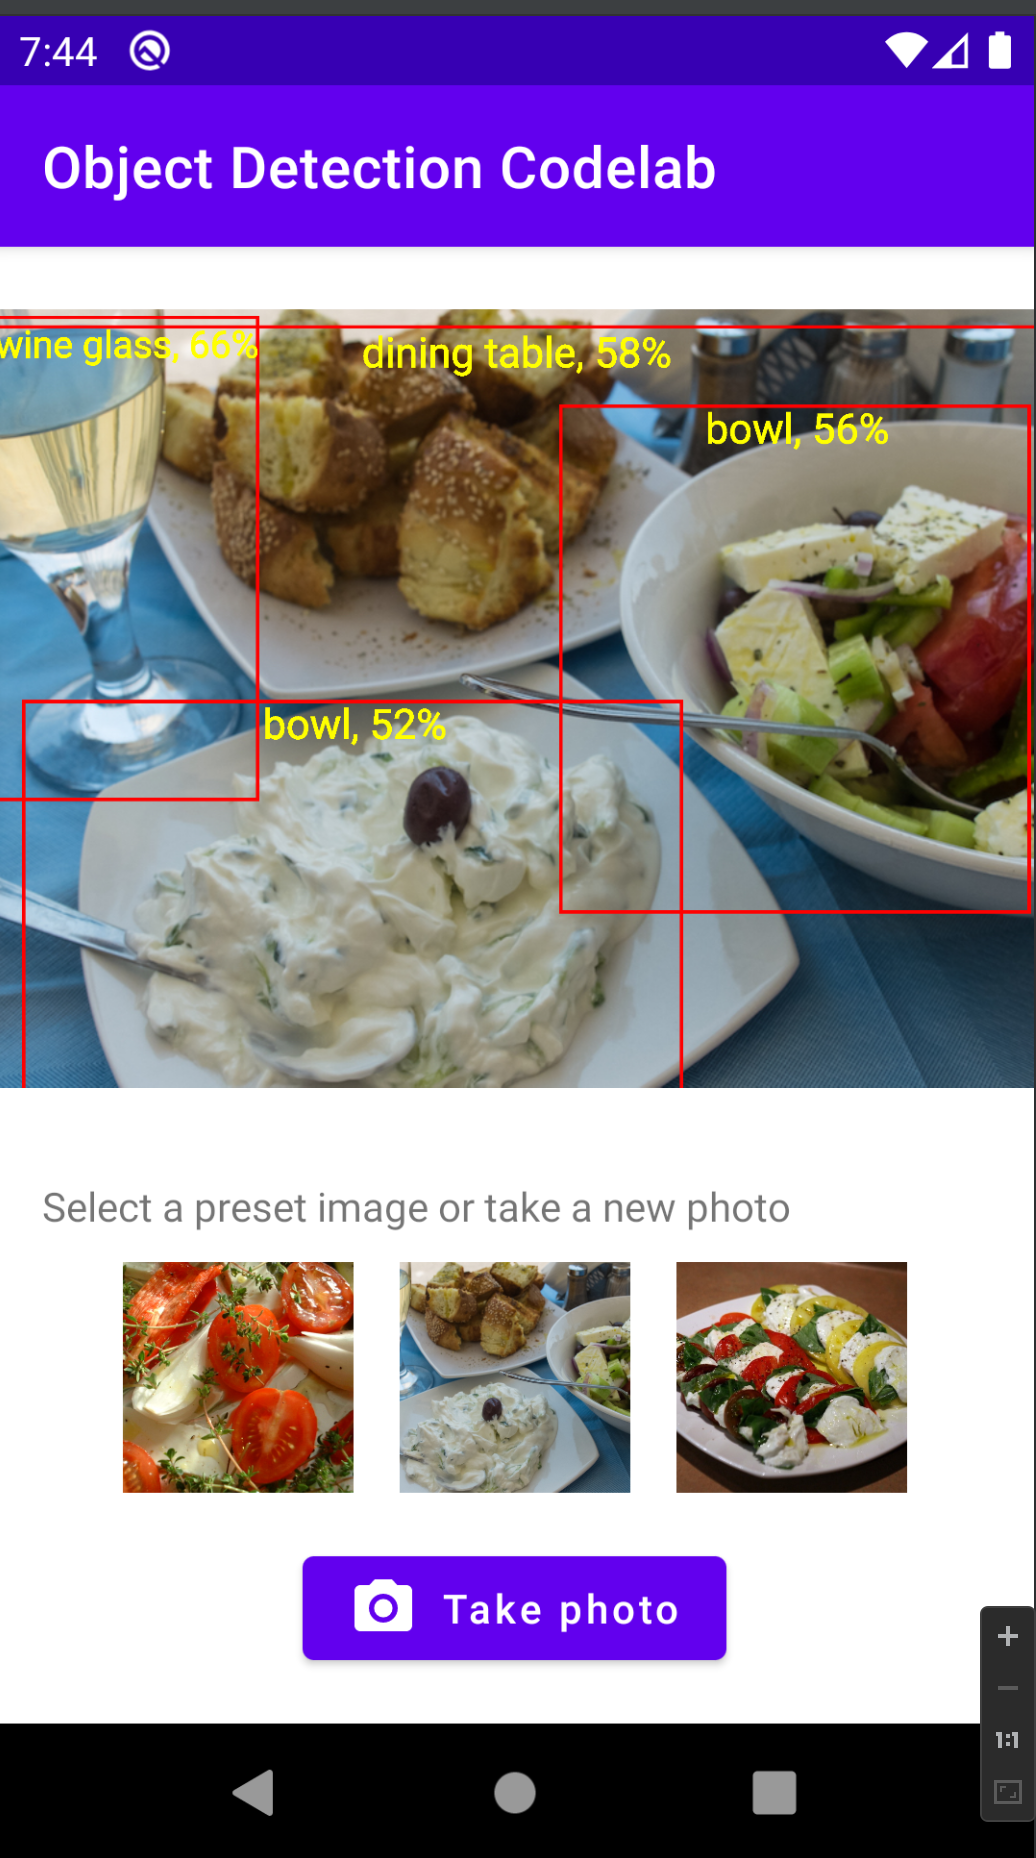 7:44
Object Detection Codelab
wine glass, 66%
dining table, 58%
bowl, 56%
bowl, 52%
Select a preset image or take a new photo
Take photo
1:1